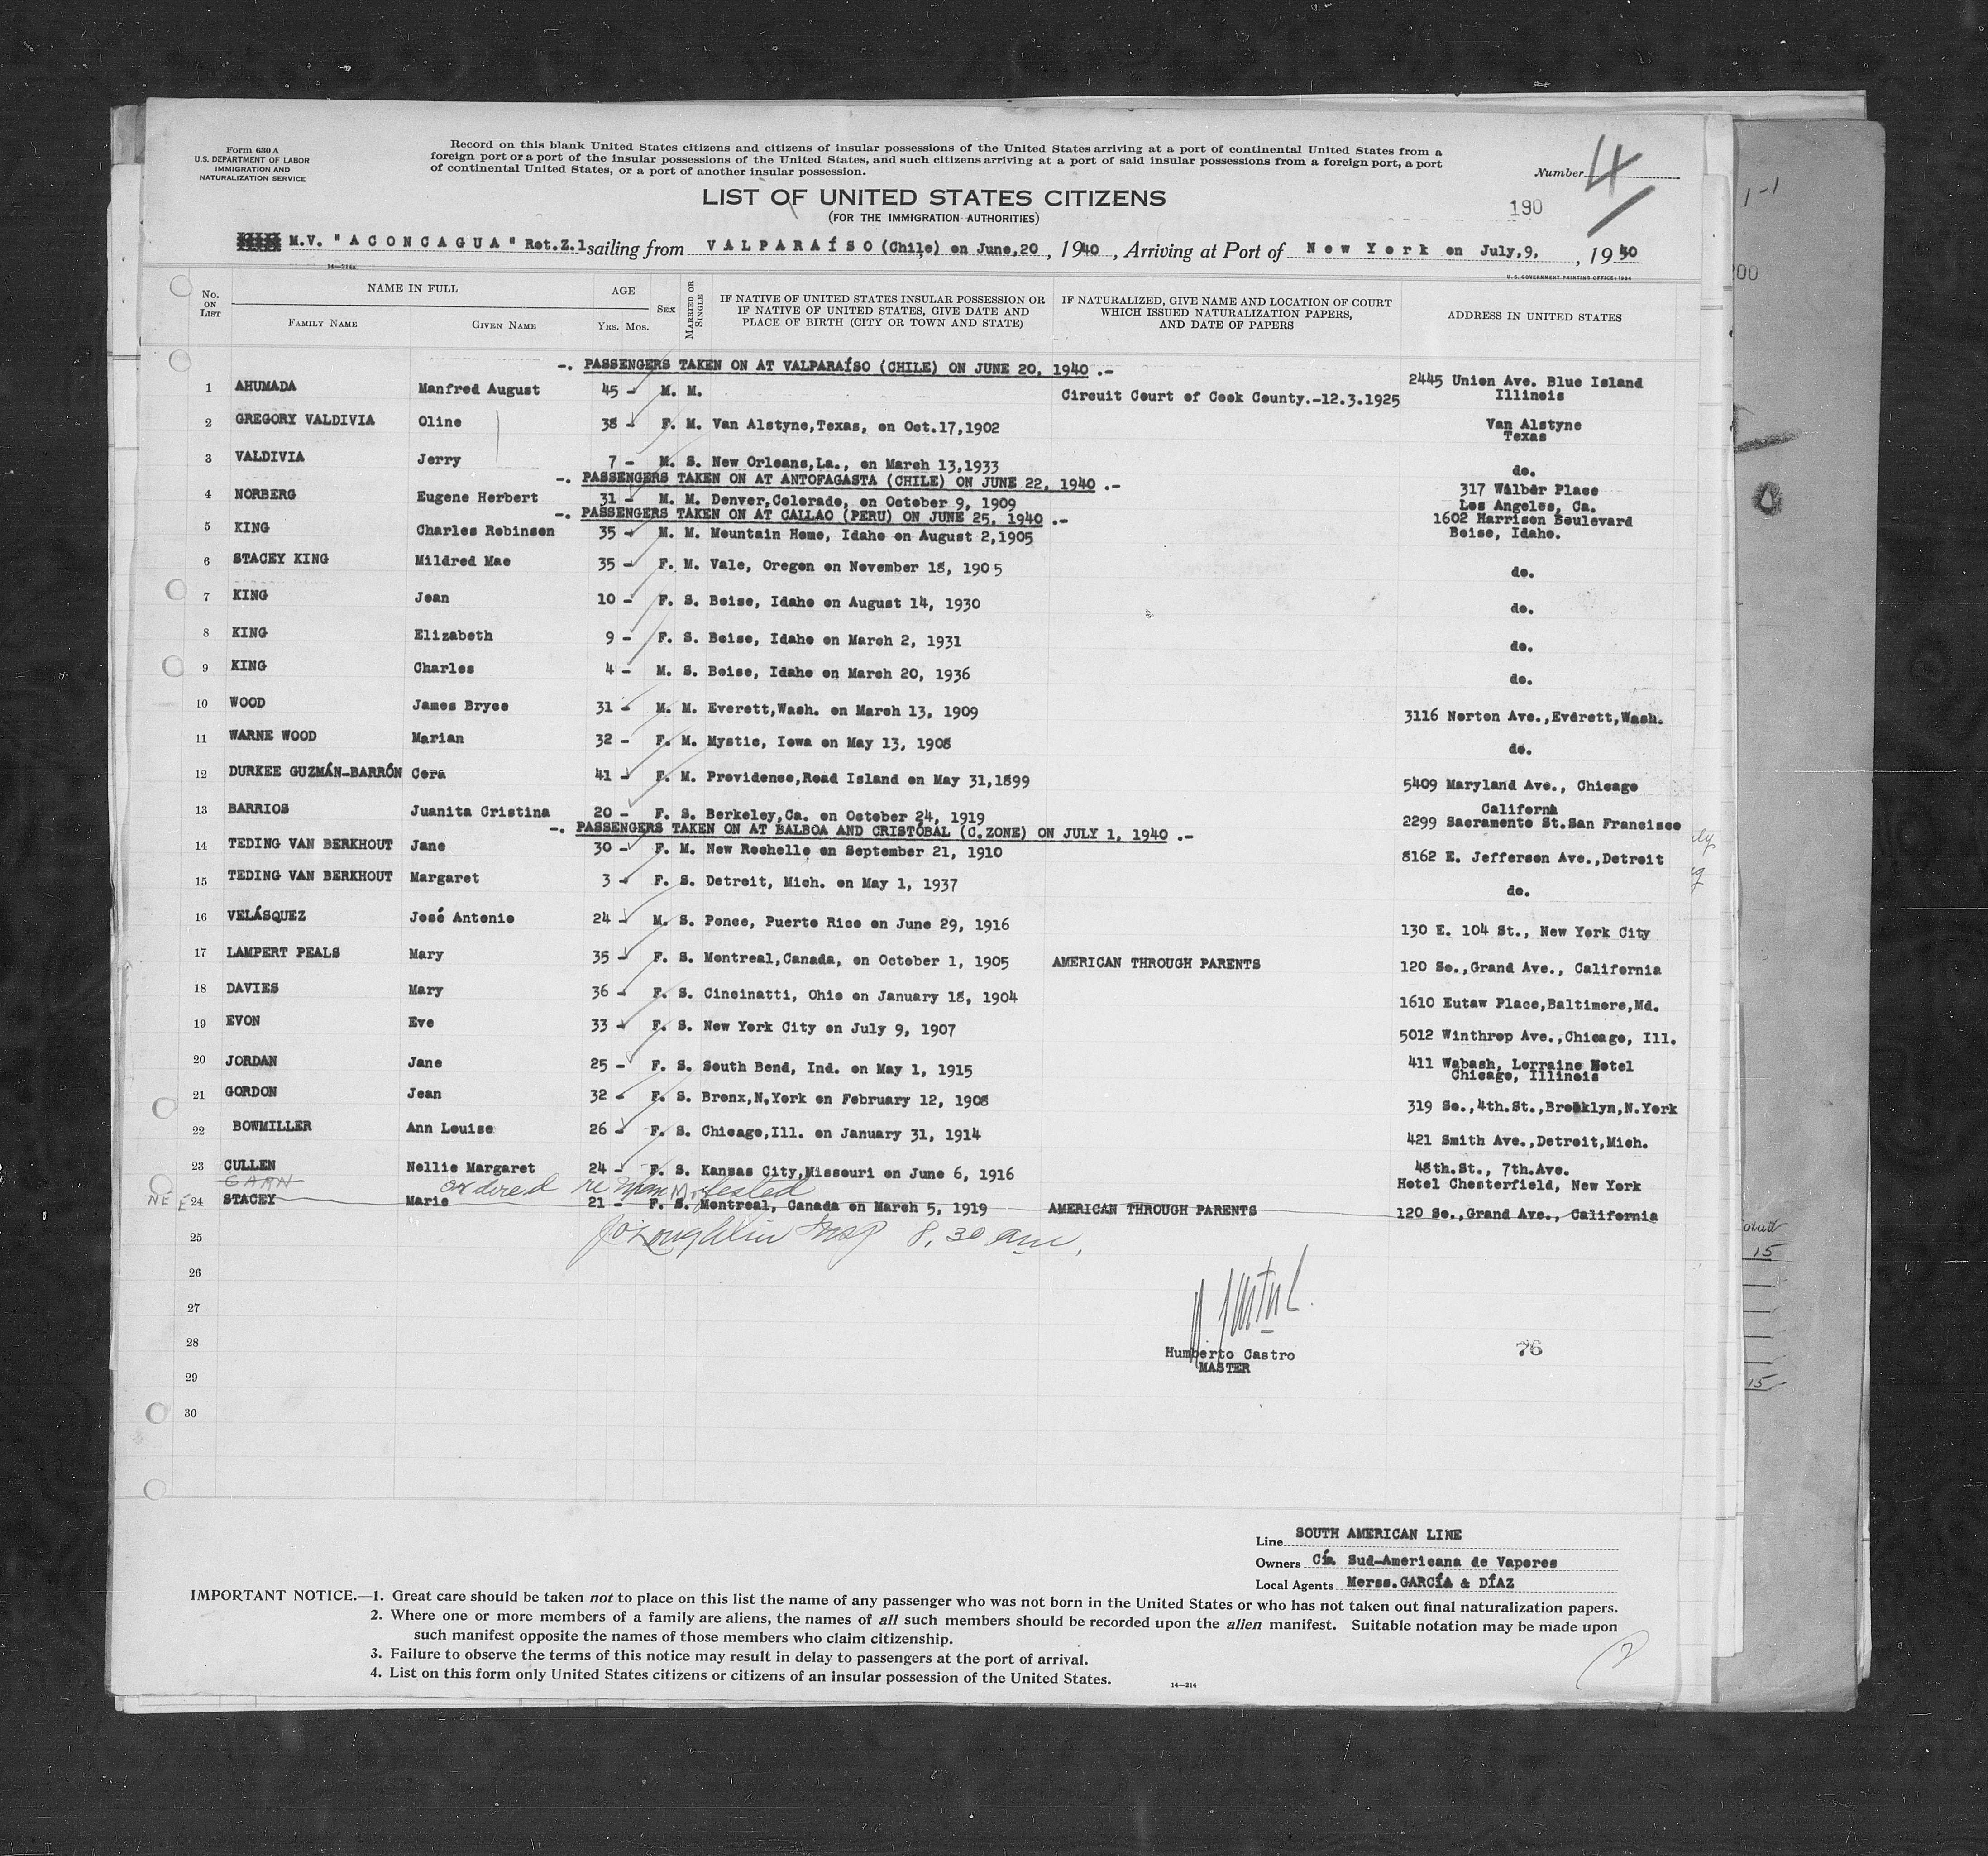 Form 630 A
U.S. DEPARTMENT OF LABOR
IMMIGRATION AND
NATURALIZATION SERVICE
Record on this blank United States citizens and citizens of insular possessions of the United States arriving at a port of continental United States from a
foreign port or a port of the insular possessions of the United States, and such citizens arriving at a port of said insular possessions from a foreign port, a port
of continental United States, or a port of another insular possession.
Number 4
LIST OF UNITED STATES CITIZENS
(FOR THE IMMIGRATION AUTHORITIES)
190
M.V. "ACONCAGUA" Ret.Z.1 sailing from VALPARAÍSO (Chile) on June,20, 1940, Arriving at Port of New York on July,9, , 1940
14—214a
U. S. GOVERNMENT PRINTING OFFICE: 1934
No. ON LIST NAME IN FULL AGE SEX MARRIED OR SINGLE IF NATIVE OF UNITED STATES INSULAR POSSESSION OR IF NATIVE OF UNITED STATES, GIVE DATE AND PLACE OF BIRTH (CITY OR TOWN AND STATE) IF NATURALIZED, GIVE NAME AND LOCATION OF COURT WHICH ISSUED NATURALIZATION PAPERS, AND DATE OF PAPERS ADDRESS IN UNITED STATES
FAMILY NAME GIVEN NAME YRS. MOS.
-. PASSENGERS TAKEN ON AT VALPARAÍSO (CHILE) ON JUNE 20, 1940 .-
1 AHUMADA Manfred August 45 - M. M. Circuit Court of Cook County.-12.3.1925 2445 Union Ave. Blue Island Illinois
2 GREGORY VALDIVIA Oline 38 - F. M. Van Alstyne,Texas, on Oct.17,1902 Van Alstyne Texas
3 VALDIVIA Jerry 7 - M. S. New Orleans,La., on March 13,1933 do.
-. PASSENGERS TAKEN ON AT ANTOFAGASTA (CHILE) ON JUNE 22, 1940 .-
4 NORBERG Eugene Herbert 31 - M. M. Denver,Colorado, on October 9, 1909 317 Wilber Place Los Angeles, Ca.
-. PASSENGERS TAKEN ON AT CALLAO (PERU) ON JUNE 25, 1940 .-
5 KING Charles Robinson 35 - M. M. Mountain Home, Idaho on August 2,1905 1602 Harrison Boulevard Boise, Idaho.
6 STACEY KING Mildred Mae 35 - F. M. Vale, Oregon on November 18, 1905 do.
7 KING Jean 10 - F. S. Boise, Idaho on August 14, 1930 do.
8 KING Elizabeth 9 - F. S. Boise, Idaho on March 2, 1931 do.
9 KING Charles 4 - M. S. Boise, Idaho on March 20, 1936 do.
10 WOOD James Bryce 31 - M. M. Everett,Wash. on March 13, 1909 3116 Norton Ave.,Everett,Wash.
11 WARNE WOOD Marian 32 - F. M. Mystic, Iowa on May 13, 1908 do.
12 DURKEE GUZMÁN-BARRÓN Cora 41 - F. M. Providence,Road Island on May 31,1899 5409 Maryland Ave., Chicago
13 BARRIOS Juanita Cristina 20 - F. S. Berkeley,Ca. on October 24, 1919 Californa 2299 Sacramento St.San Francisco
-. PASSENGERS TAKEN ON AT BALBOA AND CRISTÓBAL (C.ZONE) ON JULY 1, 1940 .-
14 TEDING VAN BERKHOUT Jane 30 - F. M. New Rochelle on September 21, 1910 8162 E. Jefferson Ave.,Detroit
15 TEDING VAN BERKHOUT Margaret 3 - F. S. Detroit, Mich. on May 1, 1937 do.
16 VELÁSQUEZ José Antonio 24 - M. S. Ponce, Puerto Rico on June 29, 1916 130 E. 104 St., New York City
17 LAMPERT PEALS Mary 35 - F. S. Montreal,Canada, on October 1, 1905 AMERICAN THROUGH PARENTS 120 So.,Grand Ave., California
18 DAVIES Mary 36 - F. S. Cincinatti, Ohio on January 18, 1904 1610 Eutaw Place,Baltimore,Md.
19 EVON Eve 33 - F. S. New York City on July 9, 1907 5012 Winthrop Ave.,Chicago, Ill.
20 JORDAN Jane 25 - F. S. South Bend, Ind. on May 1, 1915 411 Wabash, Lorraine Hotel Chicago, Illinois
21 GORDON Jean 32 - F. S. Bronx,N.York on February 12, 1908 319 So.,4th.St.,Brooklyn,N.York
22 BOWMILLER Ann Louise 26 - F. S. Chicago,Ill. on January 31, 1914 421 Smith Ave.,Detroit,Mich.
23 CULLEN Nellie Margaret 24 - F. S. Kansas City,Missouri on June 6, 1916 48th.St., 7th.Ave. Hotel Chesterfield, New York
GARN ordered re manifested
24 STACEY Marie 21 - F. S. Montreal, Canada on March 5, 1919 AMERICAN THROUGH PARENTS 120 So.,Grand Ave., California
25 Jo'Loughlin Insp 8.30 am.
26
27
28
29
30
Humberto Castro
MASTER
76
Line SOUTH AMERICAN LINE
Owners Cía. Sud-Americana de Vapores
Local Agents Merss.GARCÍA & DÍAZ
IMPORTANT NOTICE.—1. Great care should be taken not to place on this list the name of any passenger who was not born in the United States or who has not taken out final naturalization papers.
2. Where one or more members of a family are aliens, the names of all such members should be recorded upon the alien manifest. Suitable notation may be made upon
such manifest opposite the names of those members who claim citizenship.
3. Failure to observe the terms of this notice may result in delay to passengers at the port of arrival.
4. List on this form only United States citizens or citizens of an insular possession of the United States.
14—214